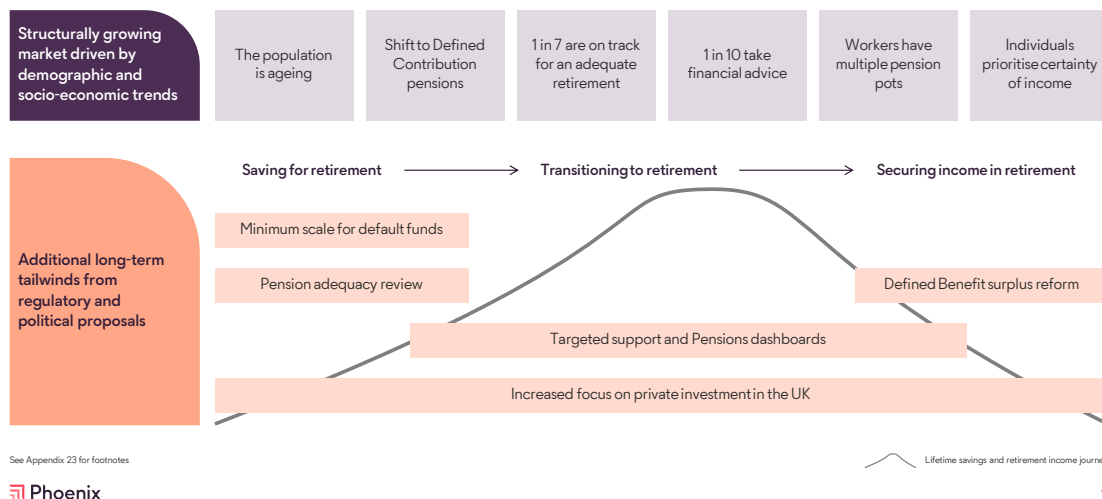 Structurally growing
market driven by
demographic and
socio-economic trends
The population
is ageing
Shift to Defined
Contribution
pensions
1 in 7 are on track
for an adequate
retirement
1 in 10 take
financial advice
Workers have
multiple pension
pots
Individuals
prioritise certainty
of income
Saving for retirement
Transitioning to retirement
Securing income in retirement
Additional long-term
tailwinds from
regulatory and
political proposals
Minimum scale for default funds
Pension adequacy review
Defined Benefit surplus reform
Targeted support and Pensions dashboards
Increased focus on private investment in the UK
See Appendix 23 for footnotes
Lifetime savings and retirement income
Phoenix